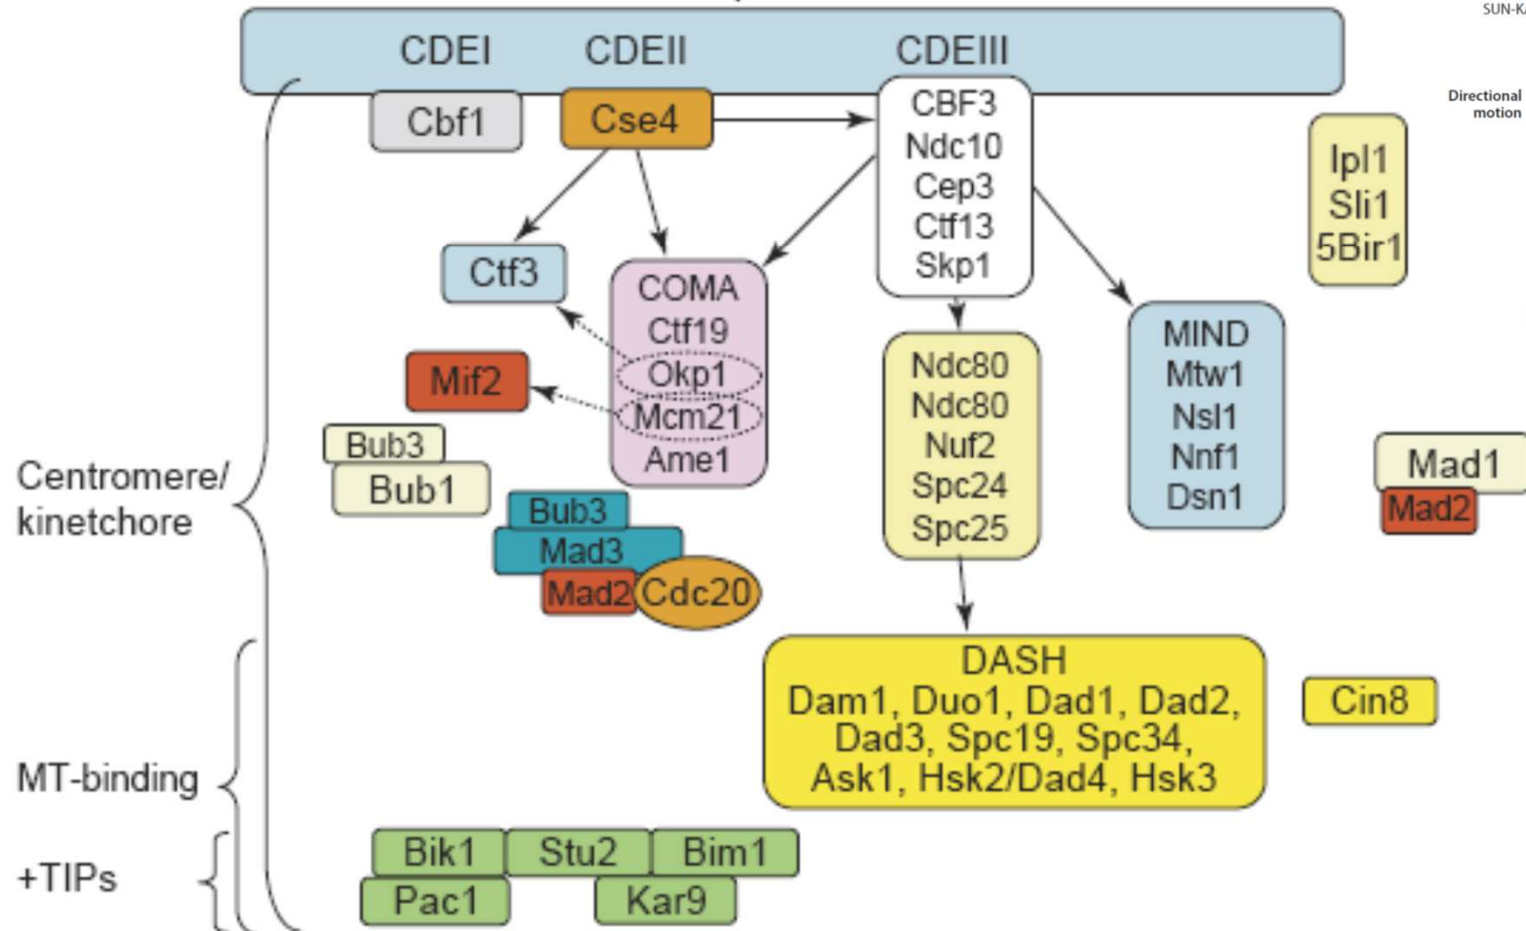 SUN-KA
CDEI CDEII CDEIII
Directional
motion
Cbf1
Cse4
CBF3
Ndc10
Cep3
Ctf13
Skp1
Ipl1
Sli1
5Bir1
Ctf3
COMA
Ctf19
Okp1
Mcm21
Ame1
Mif2
Ndc80
Ndc80
Nuf2
Spc24
Spc25
MIND
Mtw1
Nsl1
Nnf1
Dsn1
Bub3
Bub1
Mad1
Mad2
Centromere/
kinetchore
Bub3
Mad3
Mad2
Cdc20
DASH
Dam1, Duo1, Dad1, Dad2,
Dad3, Spc19, Spc34,
Ask1, Hsk2/Dad4, Hsk3
Cin8
MT-binding
+TIPs
Bik1 Stu2 Bim1
Pac1 Kar9